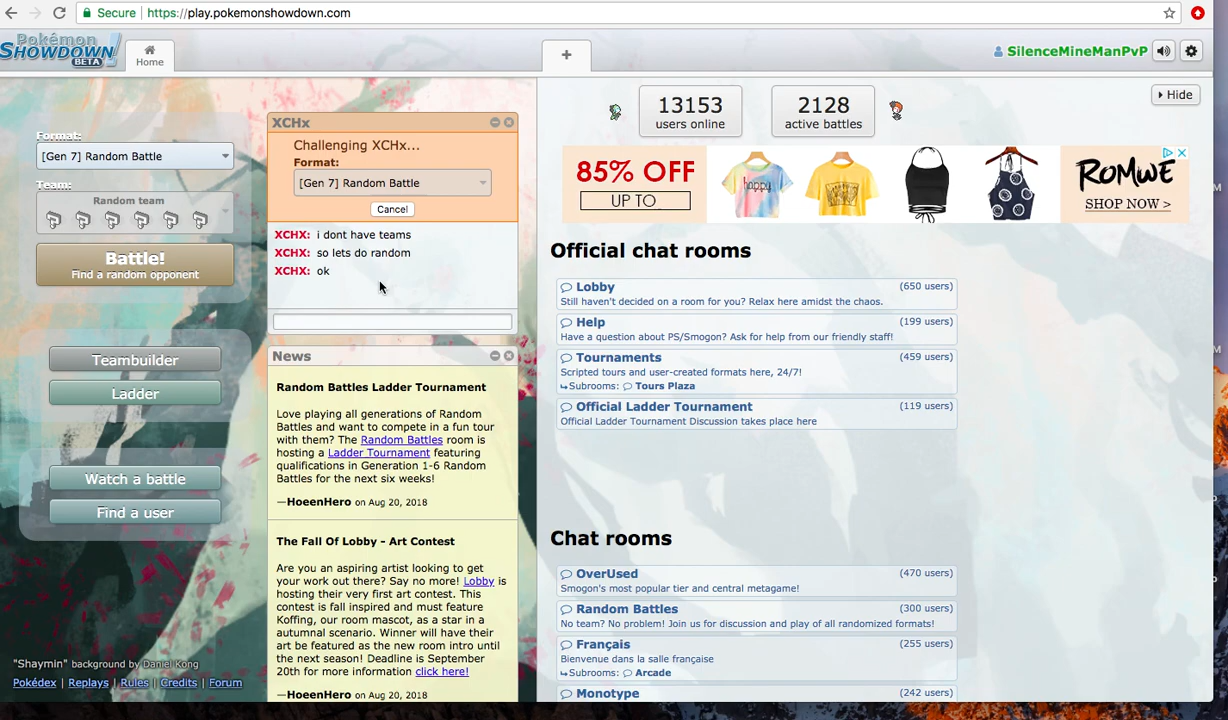 Secure https://play.pokemonshowdown.com
Pokémon
SHOWDOWN!
BETA
Home
+
SilenceMineManPvP
Format:
[Gen 7] Random Battle
Team:
Random team
Battle!
Find a random opponent
Teambuilder
Ladder
Watch a battle
Find a user
"Shaymin" background by Daniel Kong
Pokédex | Replays | Rules | Credits | Forum
XCHx
Challenging XCHx...
Format:
[Gen 7] Random Battle
Cancel
XCHX: i dont have teams
XCHX: so lets do random
XCHX: ok
News
Random Battles Ladder Tournament
Love playing all generations of Random
Battles and want to compete in a fun tour
with them? The Random Battles room is
hosting a Ladder Tournament featuring
qualifications in Generation 1-6 Random
Battles for the next six weeks!
—HoeenHero on Aug 20, 2018
The Fall Of Lobby - Art Contest
Are you an aspiring artist looking to get
your work out there? Say no more! Lobby is
hosting their very first art contest. This
contest is fall inspired and must feature
Koffing, our room mascot, as a star in a
autumnal scenario. Winner will have their
art be featured as the new room intro until
the next season! Deadline is September
20th for more information click here!
—HoeenHero on Aug 20, 2018
13153
users online
2128
active battles
Hide
85% OFF
UP TO
happy
ROMWE
SHOP NOW >
Official chat rooms
Lobby (650 users)
Still haven't decided on a room for you? Relax here amidst the chaos.
Help (199 users)
Have a question about PS/Smogon? Ask for help from our friendly staff!
Tournaments (459 users)
Scripted tours and user-created formats here, 24/7!
↳Subrooms: Tours Plaza
Official Ladder Tournament (119 users)
Official Ladder Tournament Discussion takes place here
Chat rooms
OverUsed (470 users)
Smogon's most popular tier and central metagame!
Random Battles (300 users)
No team? No problem! Join us for discussion and play of all randomized formats!
Français (255 users)
Bienvenue dans la salle française
↳Subrooms: Arcade
Monotype (242 users)